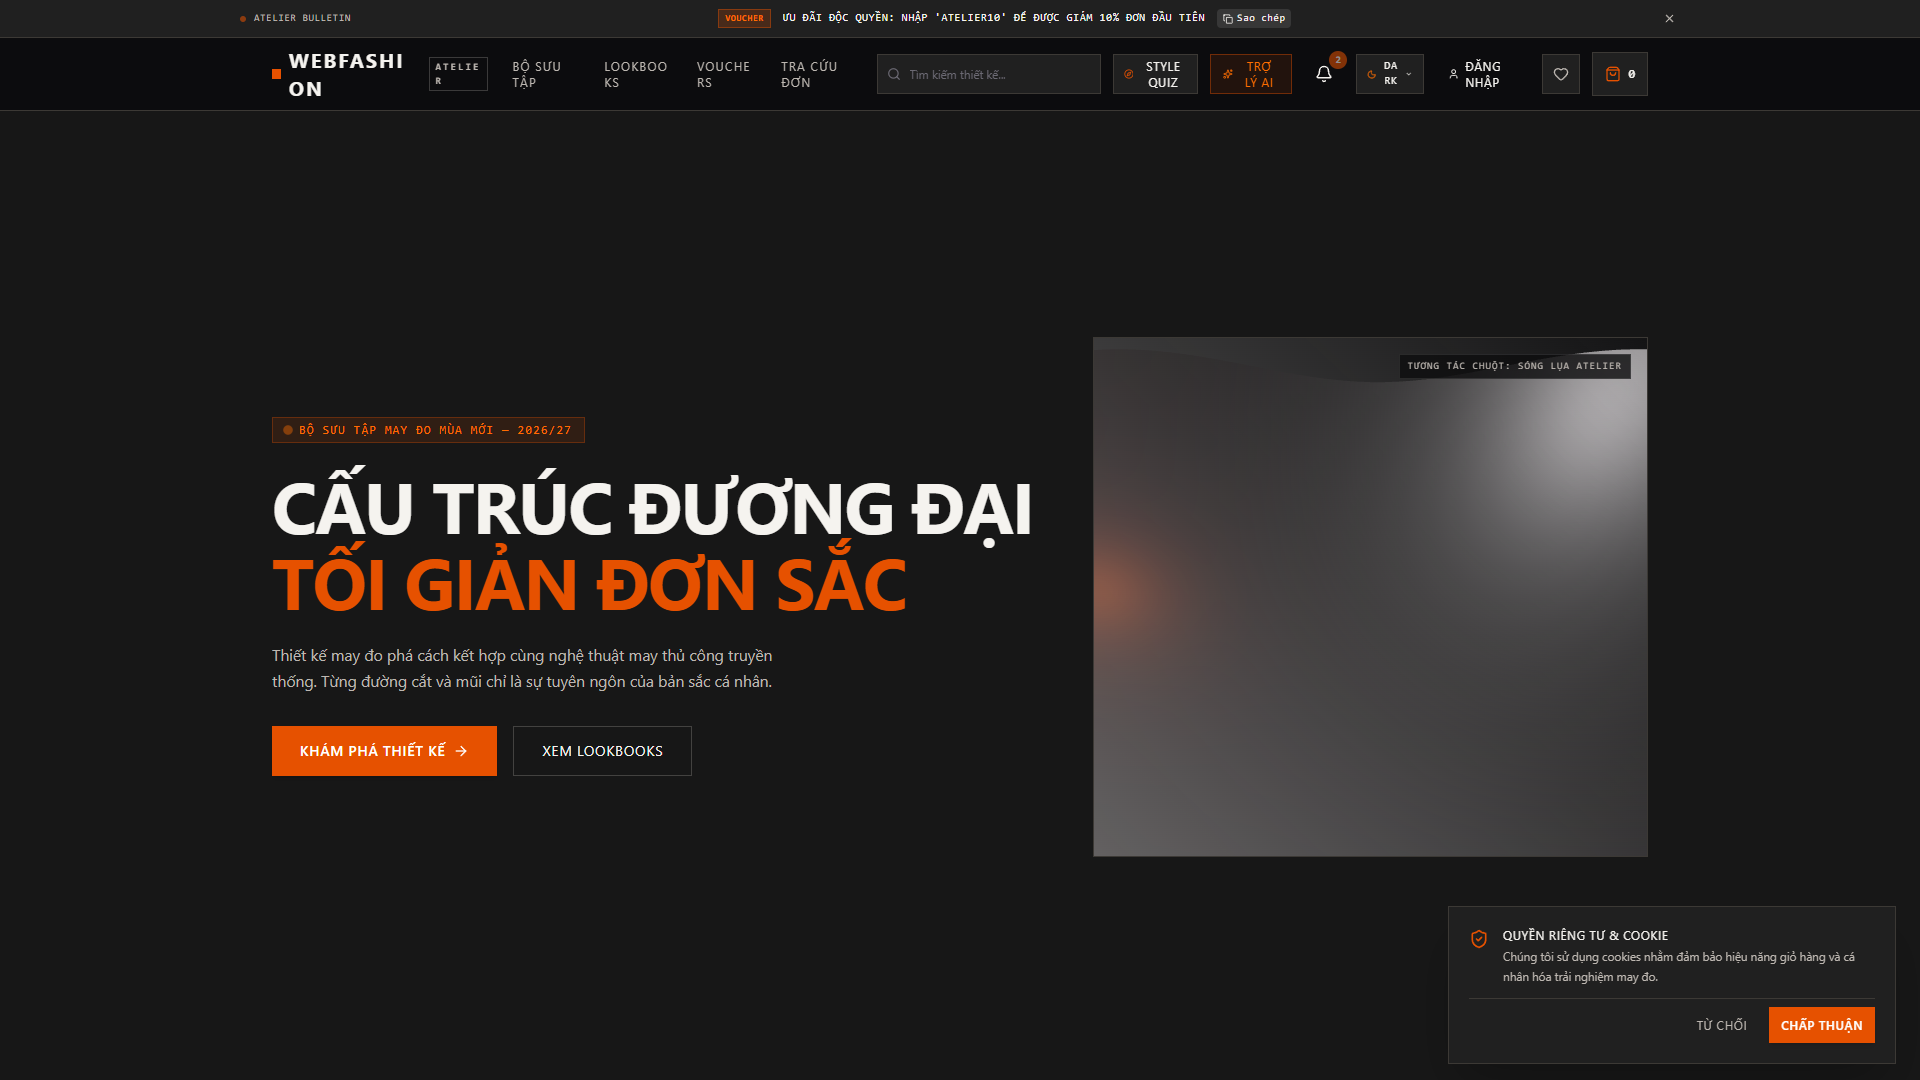 ATELIER BULLETIN
VOUCHER
ƯU ĐÃI ĐỘC QUYỀN: NHẬP 'ATELIER10' ĐỂ ĐƯỢC GIẢM 10% ĐƠN ĐẦU TIÊN
Sao chép
WEBFASHI
ON
ATELIE
R
BỘ SƯU
TẬP
LOOKBOO
KS
VOUCHE
RS
TRA CỨU
ĐƠN
Tìm kiếm thiết kế...
STYLE
QUIZ
TRỢ
LÝ AI
2
DA
RK
ĐĂNG
NHẬP
0
TƯƠNG TÁC CHUỘT: SÓNG LỤA ATELIER
BỘ SƯU TẬP MAY ĐO MÙA MỚI — 2026/27
CẤU TRÚC ĐƯƠNG ĐẠI
TỐI GIẢN ĐƠN SẮC
Thiết kế may đo phá cách kết hợp cùng nghệ thuật may thủ công truyền
thống. Từng đường cắt và mũi chỉ là sự tuyên ngôn của bản sắc cá nhân.
KHÁM PHÁ THIẾT KẾ
XEM LOOKBOOKS
QUYỀN RIÊNG TƯ & COOKIE
Chúng tôi sử dụng cookies nhằm đảm bảo hiệu năng giỏ hàng và cá
nhân hóa trải nghiệm may đo.
TỪ CHỐI
CHẤP THUẬN